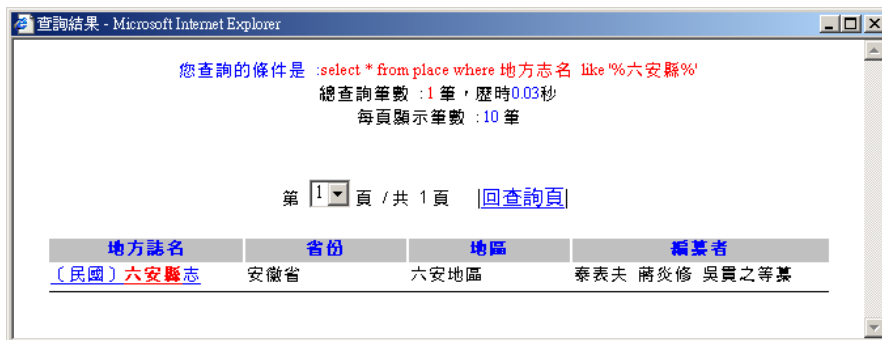 查詢結果 - Microsoft Internet Explorer
您查詢的條件是 :select * from place where 地方志名 like '%六安縣%'
總查詢筆數 :1 筆,歷時0.03秒
每頁顯示筆數 :10 筆
第 1 頁 /共 1頁 |回查詢頁|
地方誌名 省份 地區 編纂者
〔民國〕六安縣志 安徽省 六安地區 秦表夫 蔣炎修 吳貫之等纂